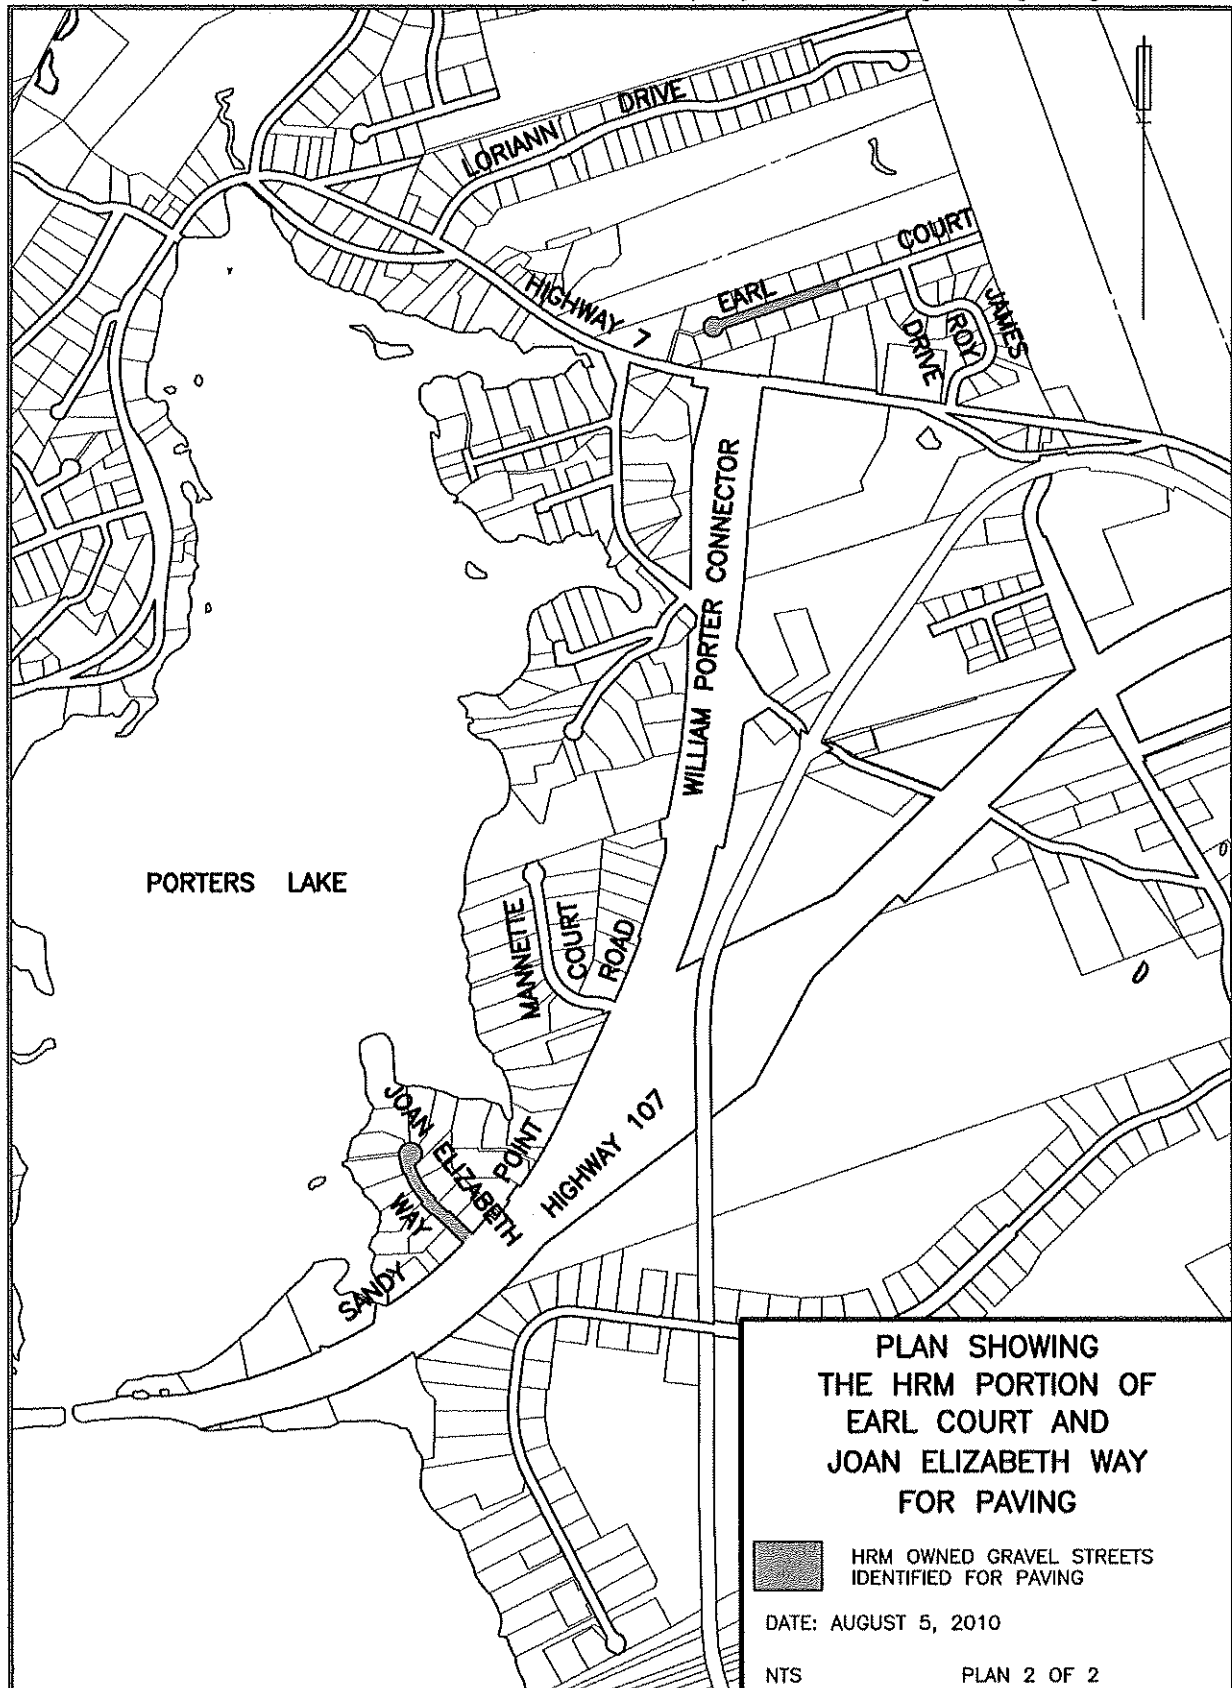 LORIANN DRIVE
EARL COURT
HIGHWAY 7
JAMES
ROY
DRIVE
WILLIAM PORTER CONNECTOR
PORTERS LAKE
MANNETTE
COURT
ROAD
JOAN ELIZABETH
WAY
POINT
SANDY
HIGHWAY 107
PLAN SHOWING
THE HRM PORTION OF
EARL COURT AND
JOAN ELIZABETH WAY
FOR PAVING
HRM OWNED GRAVEL STREETS
IDENTIFIED FOR PAVING
DATE: AUGUST 5, 2010
NTS PLAN 2 OF 2